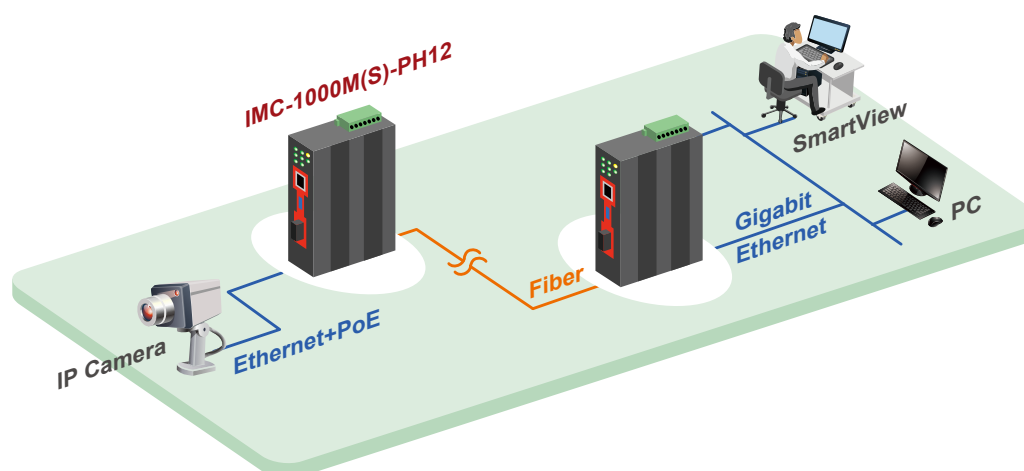 IMC-1000M(S)-PH12
SmartView
PC
Gigabit
Ethernet
Fiber
Ethernet+PoE
IP Camera